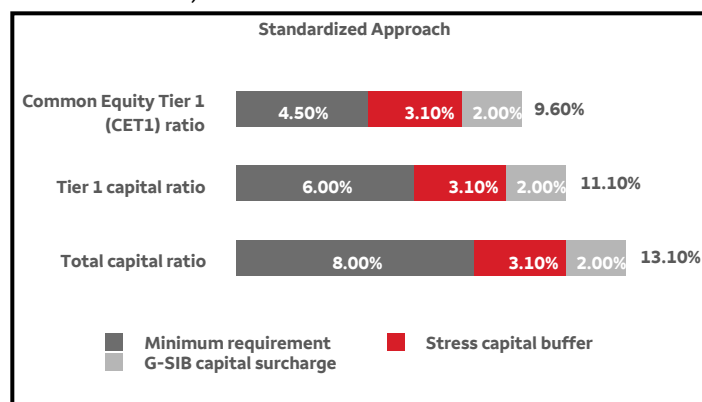 Standardized Approach
Common Equity Tier 1
(CET1) ratio
4.50%
3.10%
2.00%
9.60%
Tier 1 capital ratio
6.00%
3.10%
2.00%
11.10%
Total capital ratio
8.00%
3.10%
2.00%
13.10%
Minimum requirement
Stress capital buffer
G-SIB capital surcharge